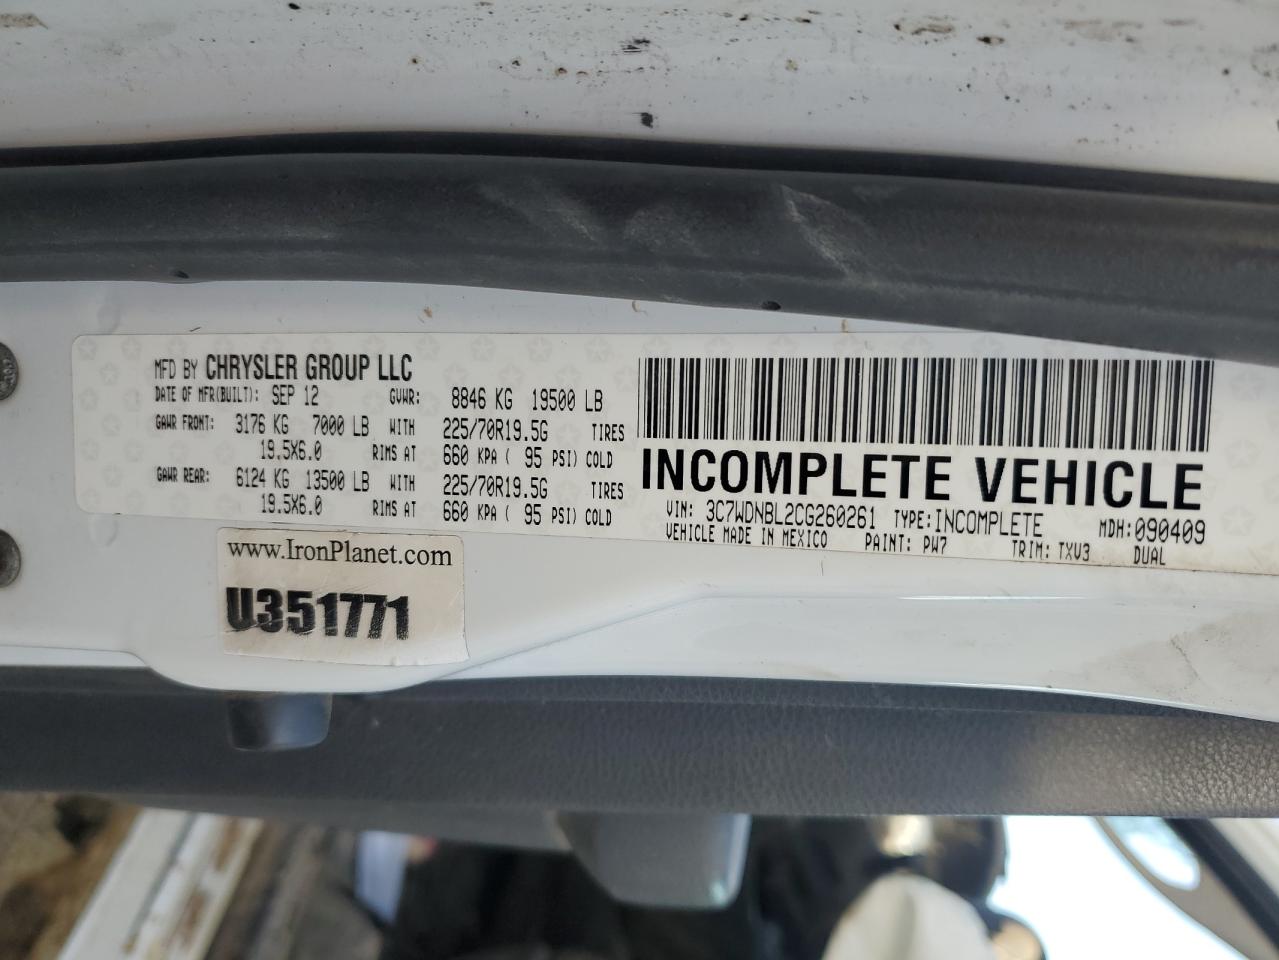 MFD BY CHRYSLER GROUP LLC
DATE OF MFR(BUILT): SEP 12 GVWR: 8846 KG 19500 LB
GAWR FRONT: 3176 KG 7000 LB WITH 225/70R19.5G TIRES
19.5X6.0 RIMS AT 660 KPA ( 95 PSI) COLD
GAWR REAR: 6124 KG 13500 LB WITH 225/70R19.5G TIRES
19.5X6.0 RIMS AT 660 KPA ( 95 PSI) COLD
INCOMPLETE VEHICLE
VIN: 3C7WDNBL2CG260261 TYPE: INCOMPLETE MDH: 090409
VEHICLE MADE IN MEXICO PAINT: PW7 TRIM: TXV3 DUAL
www.IronPlanet.com
U351771